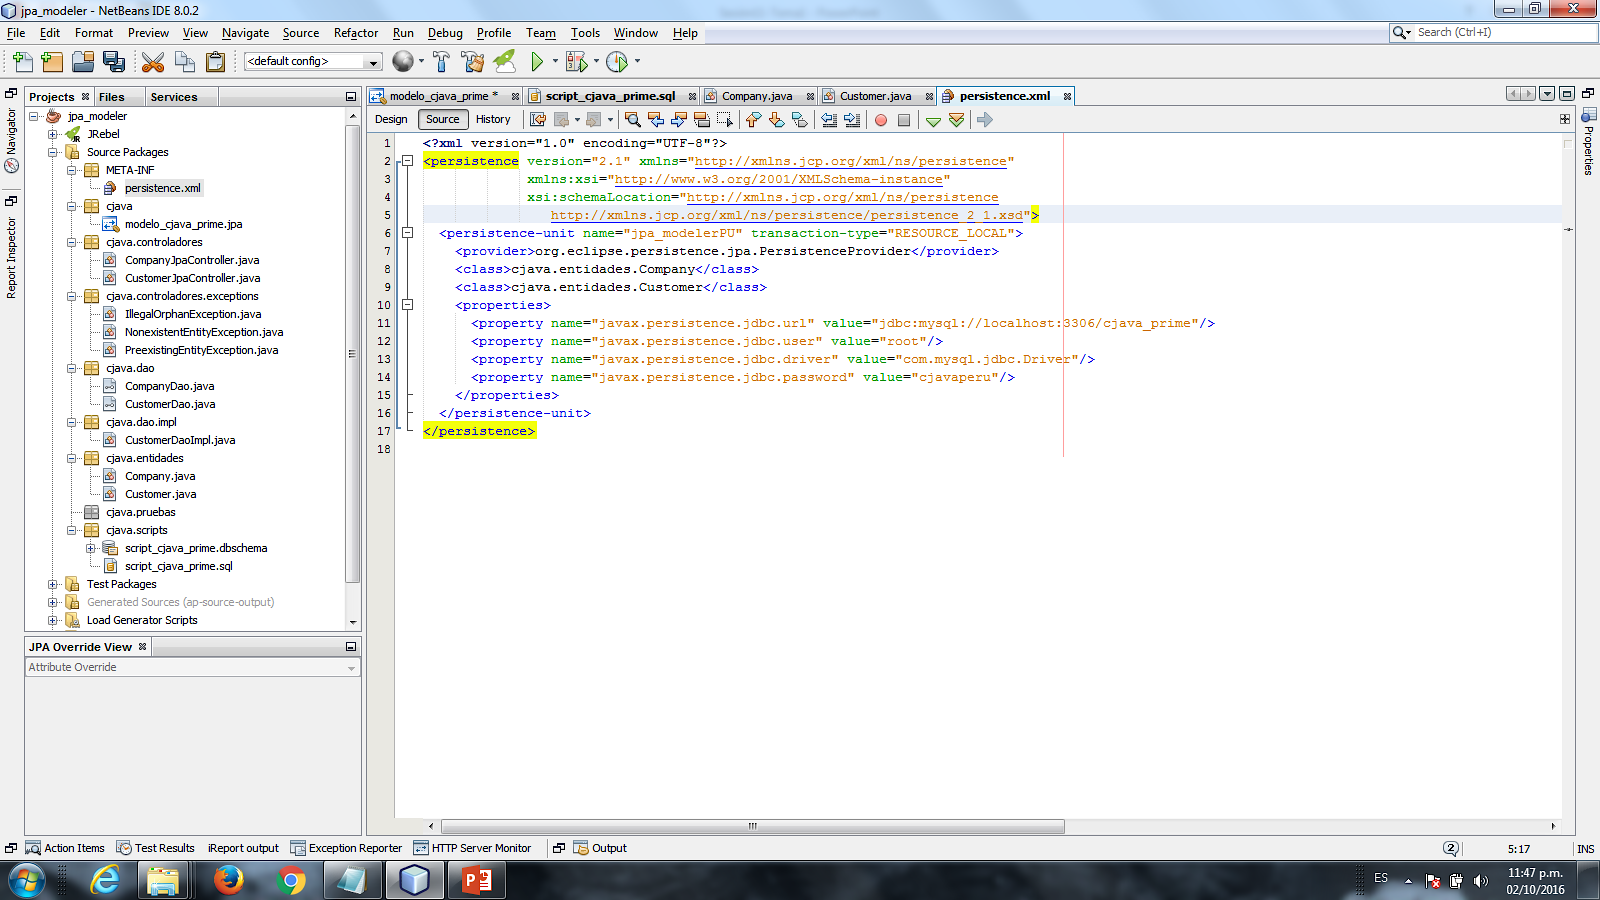 jpa_modeler - NetBeans IDE 8.0.2
File Edit Format Preview View Navigate Source Refactor Run Debug Profile Team Tools Window Help
Search (Ctrl+I)
<default config>
Projects Files Services
modelo_cjava_prime * script_cjava_prime.sql Company.java Customer.java persistence.xml
Design Source History
Navigator
Report Inspector
Properties
jpa_modeler
JRebel
Source Packages
META-INF
persistence.xml
cjava
modelo_cjava_prime.jpa
cjava.controladores
CompanyJpaController.java
CustomerJpaController.java
cjava.controladores.exceptions
IllegalOrphanException.java
NonexistentEntityException.java
PreexistingEntityException.java
cjava.dao
CompanyDao.java
CustomerDao.java
cjava.dao.impl
CustomerDaoImpl.java
cjava.entidades
Company.java
Customer.java
cjava.pruebas
cjava.scripts
script_cjava_prime.dbschema
script_cjava_prime.sql
Test Packages
Generated Sources (ap-source-output)
Load Generator Scripts
JPA Override View
Attribute Override
1 <?xml version="1.0" encoding="UTF-8"?>
2 <persistence version="2.1" xmlns="http://xmlns.jcp.org/xml/ns/persistence"
3 xmlns:xsi="http://www.w3.org/2001/XMLSchema-instance"
4 xsi:schemaLocation="http://xmlns.jcp.org/xml/ns/persistence
5 http://xmlns.jcp.org/xml/ns/persistence/persistence_2_1.xsd">
6 <persistence-unit name="jpa_modelerPU" transaction-type="RESOURCE_LOCAL">
7 <provider>org.eclipse.persistence.jpa.PersistenceProvider</provider>
8 <class>cjava.entidades.Company</class>
9 <class>cjava.entidades.Customer</class>
10 <properties>
11 <property name="javax.persistence.jdbc.url" value="jdbc:mysql://localhost:3306/cjava_prime"/>
12 <property name="javax.persistence.jdbc.user" value="root"/>
13 <property name="javax.persistence.jdbc.driver" value="com.mysql.jdbc.Driver"/>
14 <property name="javax.persistence.jdbc.password" value="cjavaperu"/>
15 </properties>
16 </persistence-unit>
17 </persistence>
18
Action Items Test Results iReport output Exception Reporter HTTP Server Monitor Output
2 5:17 INS
ES
11:47 p.m.
02/10/2016